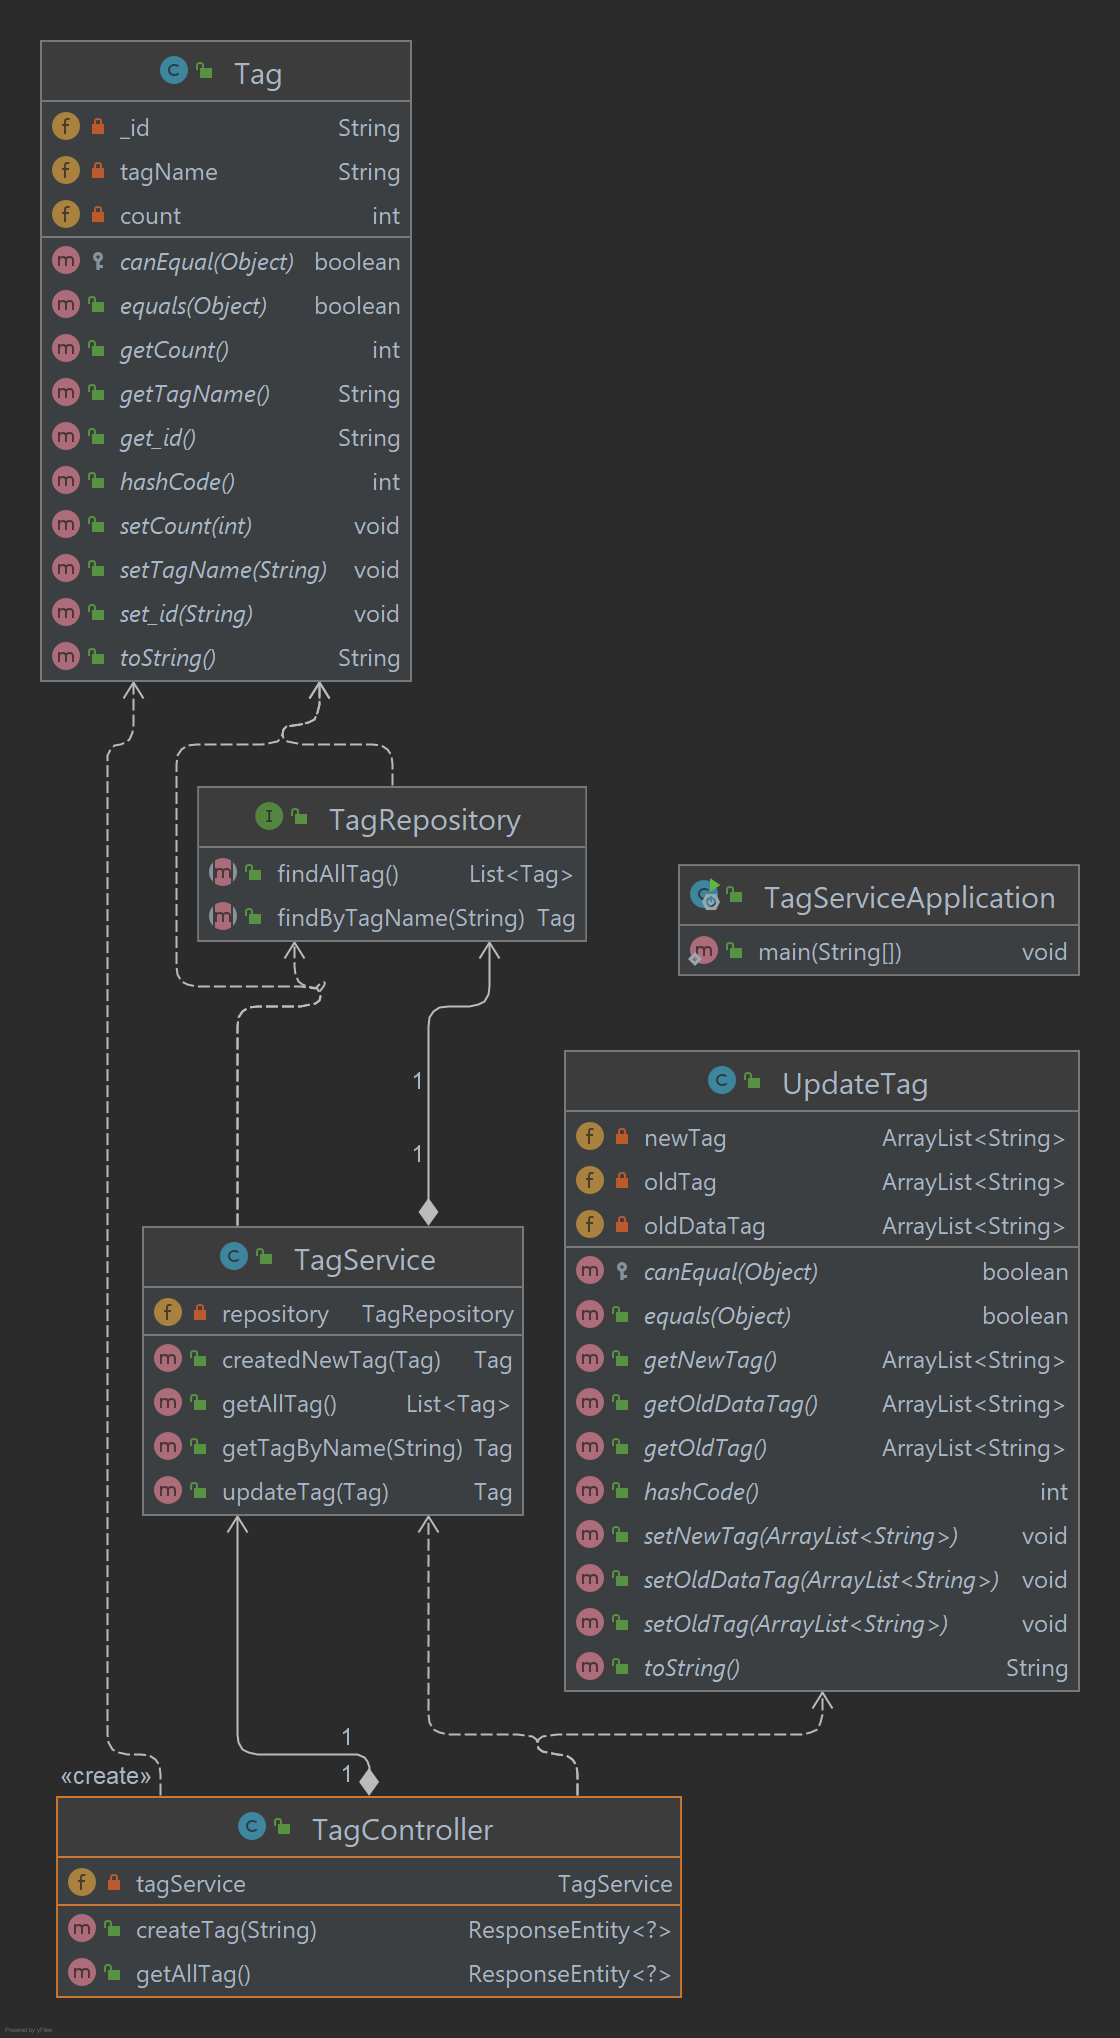 Tag
_id String
tagName String
count int
canEqual(Object) boolean
equals(Object) boolean
getCount() int
getTagName() String
get_id() String
hashCode() int
setCount(int) void
setTagName(String) void
set_id(String) void
toString() String
TagRepository
findAllTag() List<Tag>
findByTagName(String) Tag
TagServiceApplication
main(String[]) void
1
1
UpdateTag
newTag ArrayList<String>
oldTag ArrayList<String>
oldDataTag ArrayList<String>
canEqual(Object) boolean
equals(Object) boolean
getNewTag() ArrayList<String>
getOldDataTag() ArrayList<String>
getOldTag() ArrayList<String>
hashCode() int
setNewTag(ArrayList<String>) void
setOldDataTag(ArrayList<String>) void
setOldTag(ArrayList<String>) void
toString() String
TagService
repository TagRepository
createdNewTag(Tag) Tag
getAllTag() List<Tag>
getTagByName(String) Tag
updateTag(Tag) Tag
1
1
«create»
TagController
tagService TagService
createTag(String) ResponseEntity<?>
getAllTag() ResponseEntity<?>
Powered by yFiles